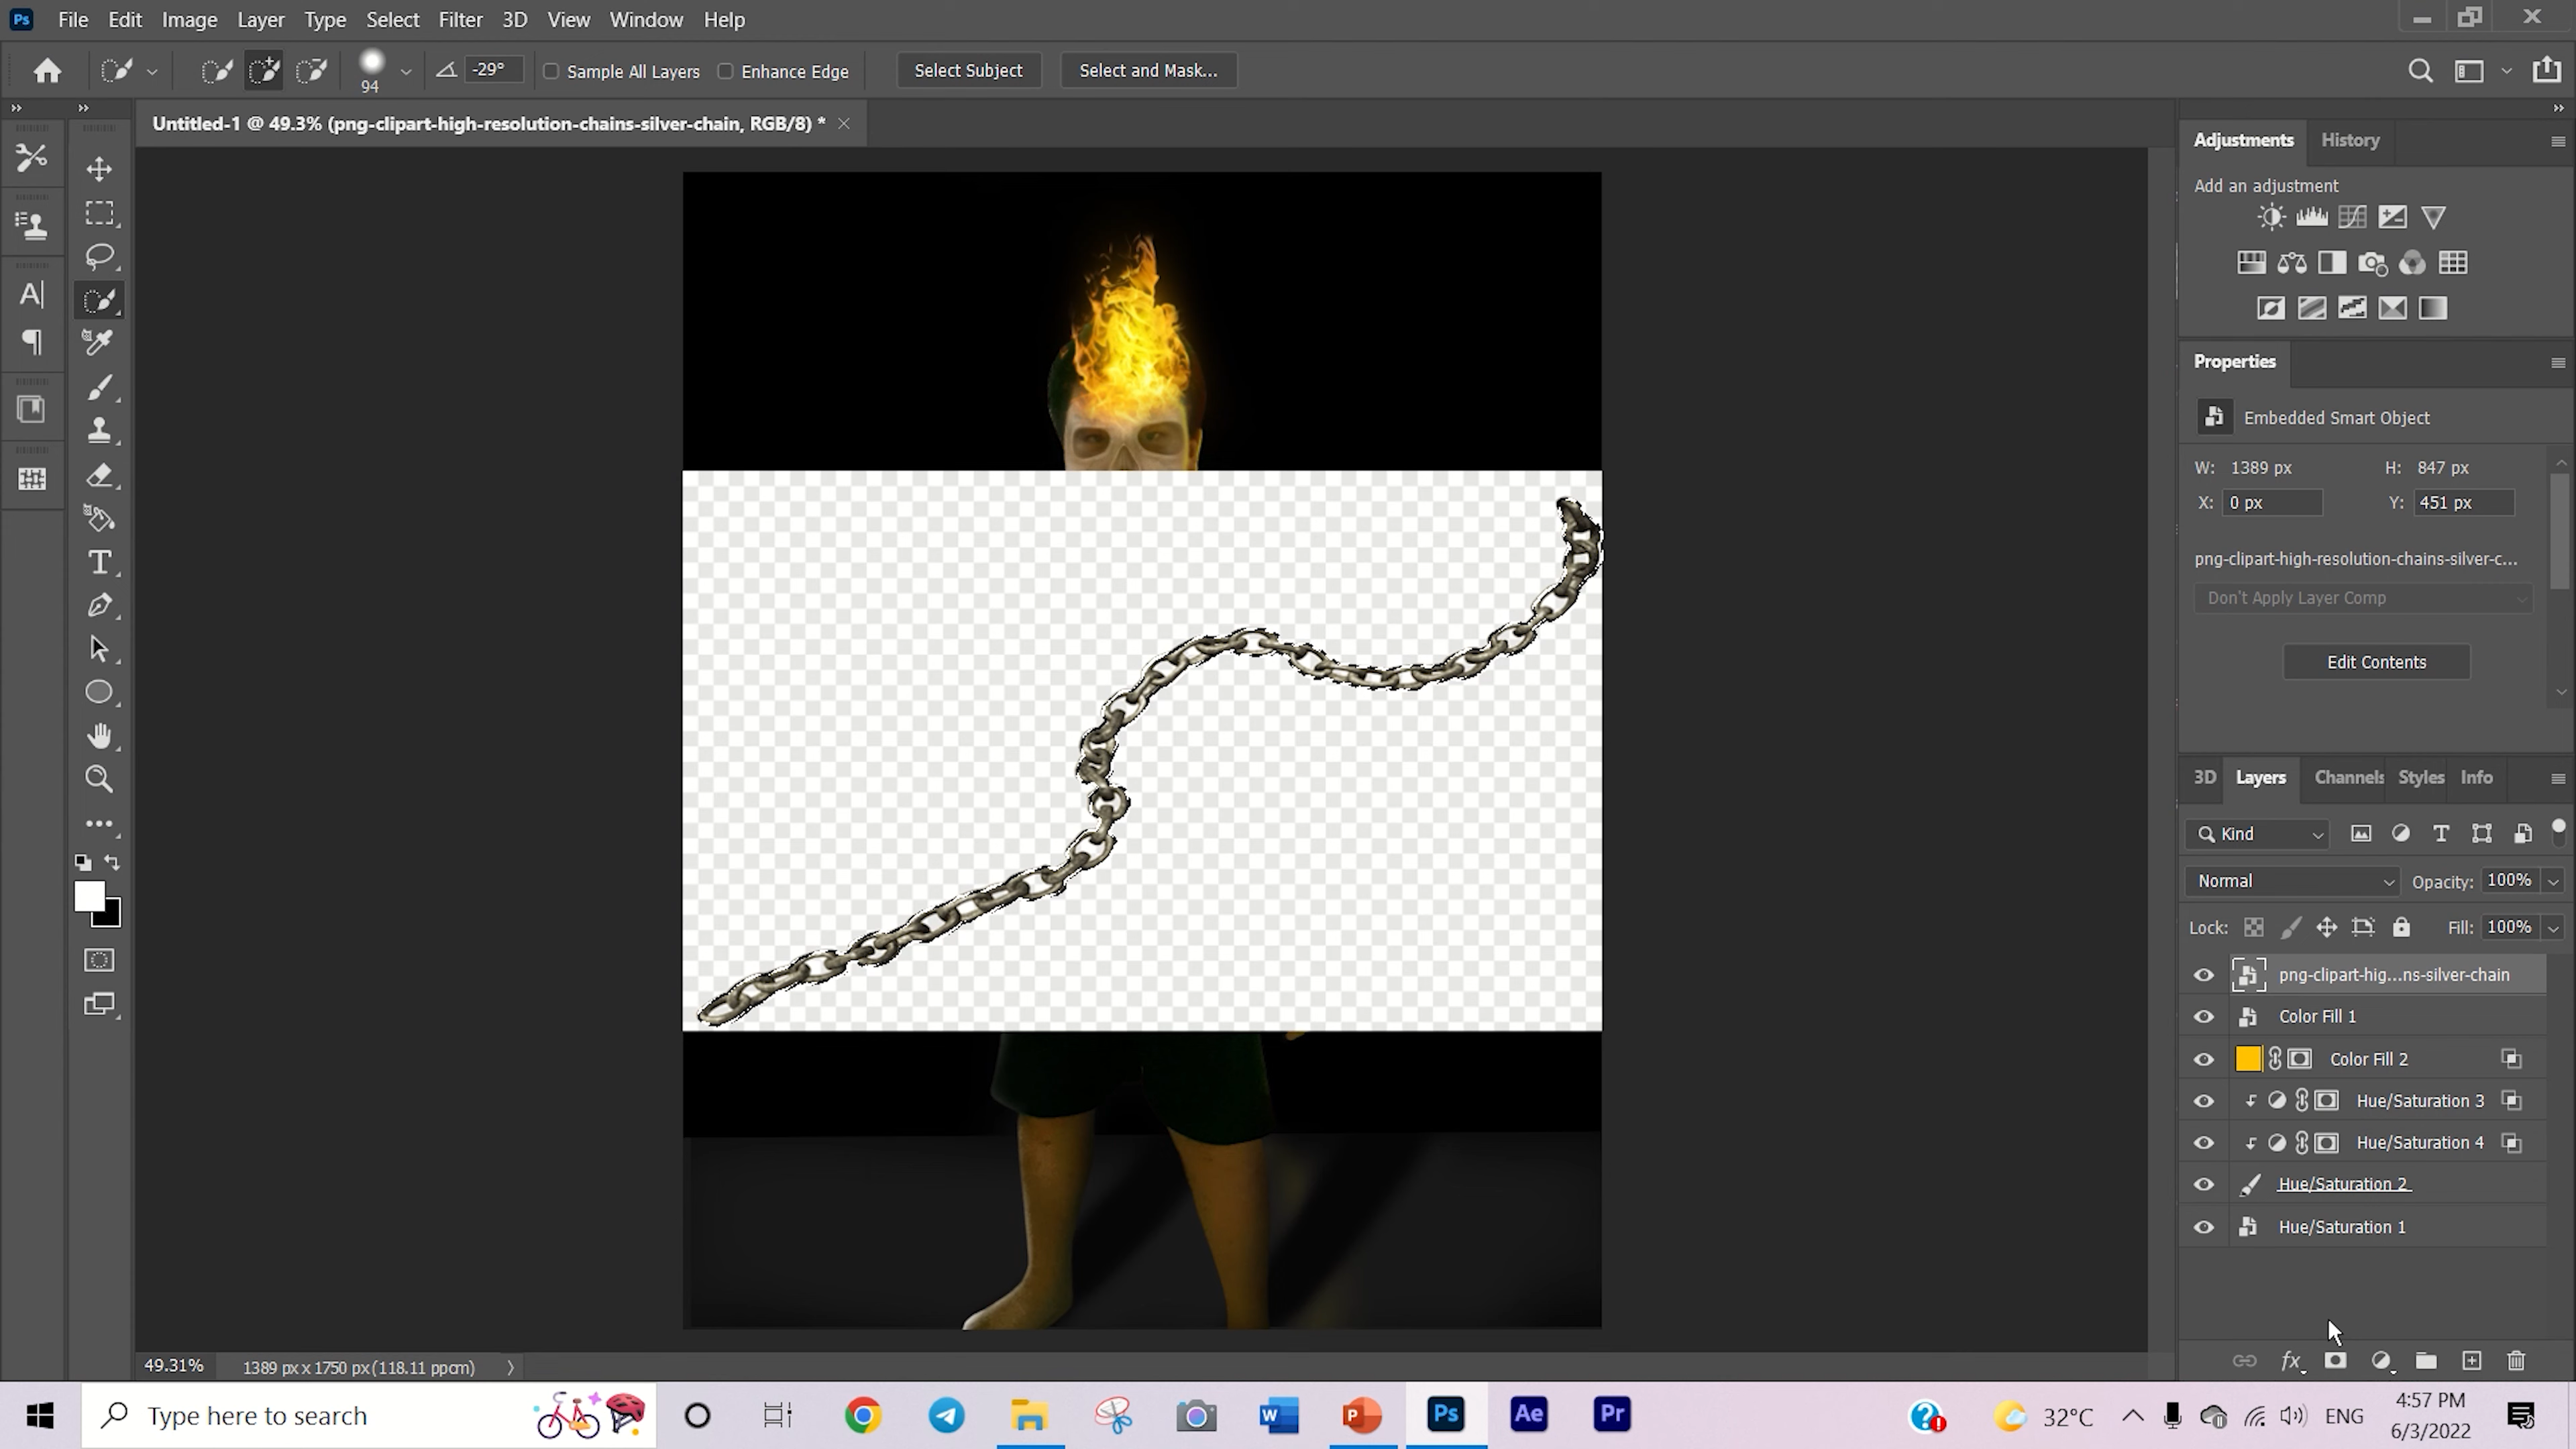 Ps File Edit Image Layer Type Select Filter 3D View Window Help
94 -29° Sample All Layers Enhance Edge Select Subject Select and Mask...
Untitled-1 @ 49.3% (png-clipart-high-resolution-chains-silver-chain, RGB/8) *
Adjustments History
Add an adjustment
Properties
Embedded Smart Object
W: 1389 px H: 847 px
X: 0 px Y: 451 px
png-clipart-high-resolution-chains-silver-c...
Don't Apply Layer Comp
Edit Contents
3D Layers Channels Styles Info
Kind
Normal Opacity: 100%
Lock: Fill: 100%
png-clipart-hig...ns-silver-chain
Color Fill 1
Color Fill 2
Hue/Saturation 3
Hue/Saturation 4
Hue/Saturation 2
Hue/Saturation 1
fx
49.31% 1389 px x 1750 px (118.11 ppcm)
Type here to search
W P Ps Ae Pr
32°C ENG 4:57 PM
6/3/2022